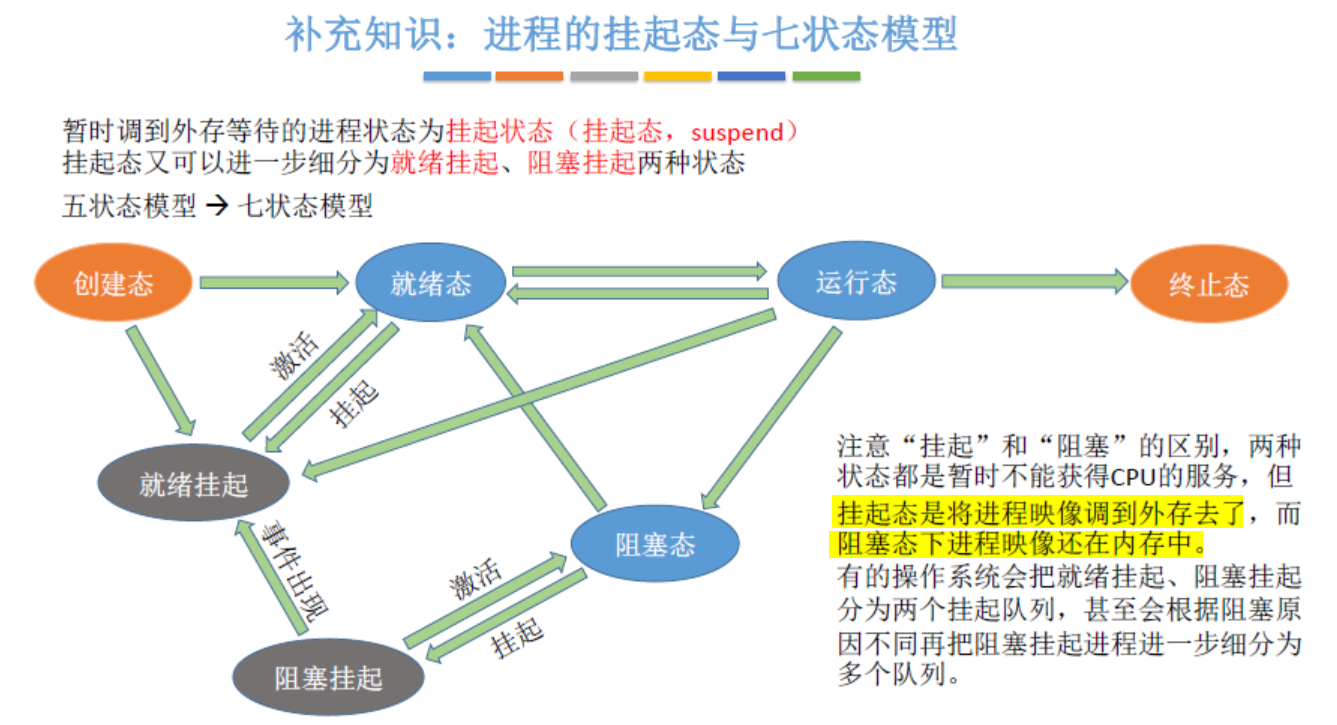 补充知识：进程的挂起态与七状态模型
暂时调到外存等待的进程状态为挂起状态（挂起态，suspend）
挂起态又可以进一步细分为就绪挂起、阻塞挂起两种状态
五状态模型 → 七状态模型
创建态
就绪态
运行态
终止态
激活
挂起
就绪挂起
事件出现
阻塞态
激活
挂起
阻塞挂起
注意“挂起”和“阻塞”的区别，两种
状态都是暂时不能获得CPU的服务，但
挂起态是将进程映像调到外存去了，而
阻塞态下进程映像还在内存中。
有的操作系统会把就绪挂起、阻塞挂起
分为两个挂起队列，甚至会根据阻塞原
因不同再把阻塞挂起进程进一步细分为
多个队列。